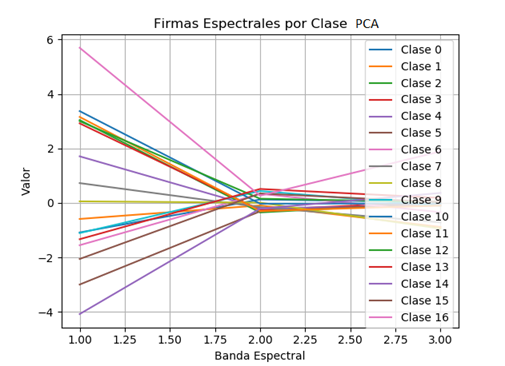 Firmas Espectrales por Clase PCA
6
4
2
0
−2
−4
Valor
1.00 1.25 1.50 1.75 2.00 2.25 2.50 2.75 3.00
Banda Espectral
Clase 0
Clase 1
Clase 2
Clase 3
Clase 4
Clase 5
Clase 6
Clase 7
Clase 8
Clase 9
Clase 10
Clase 11
Clase 12
Clase 13
Clase 14
Clase 15
Clase 16